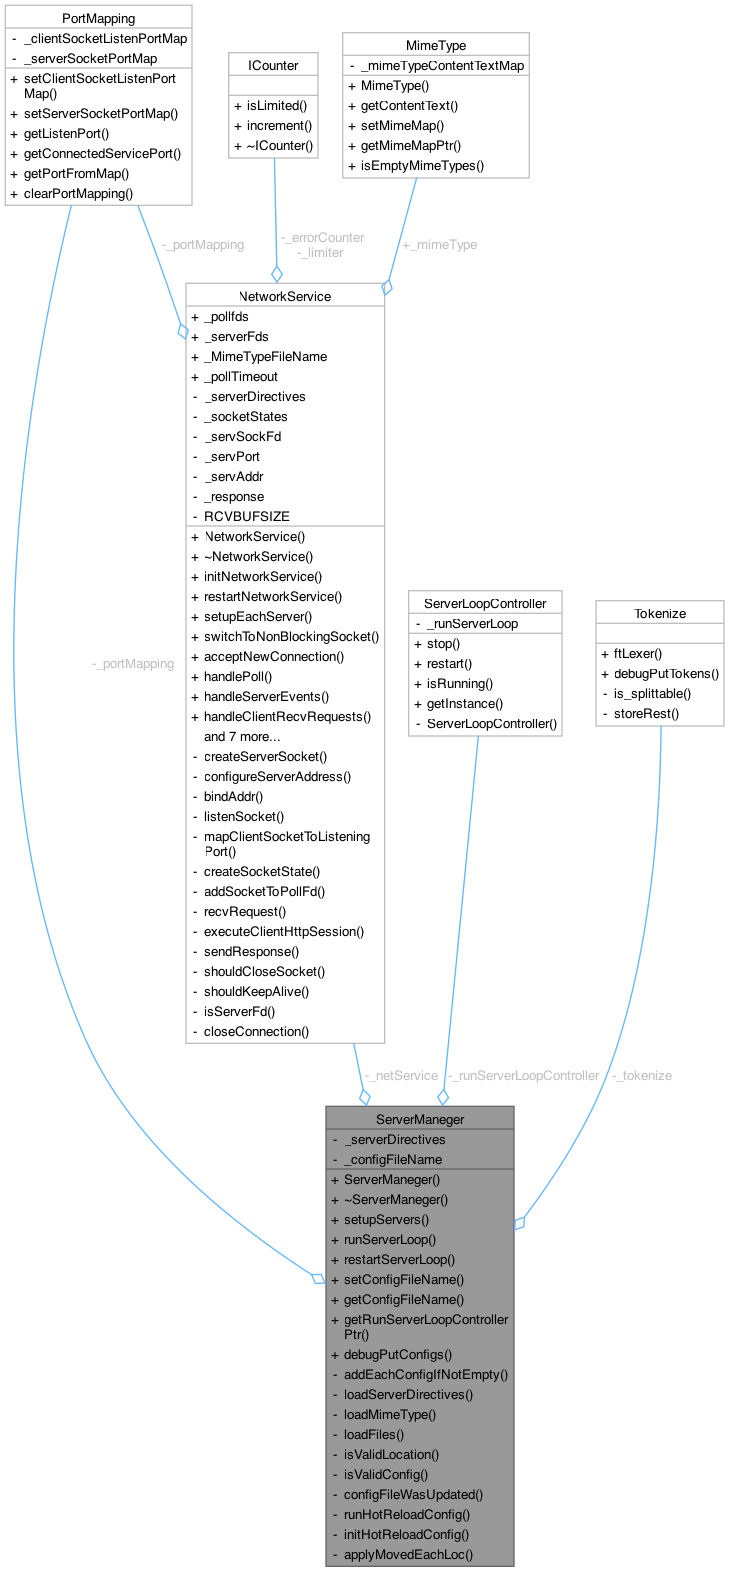 PortMapping
- _clientSocketListenPortMap
- _serverSocketPortMap
+ setClientSocketListenPort
Map()
+ setServerSocketPortMap()
+ getListenPort()
+ getConnectedServicePort()
+ getPortFromMap()
+ clearPortMapping()
ICounter
+ isLimited()
+ increment()
+ ~ICounter()
MimeType
- _mimeTypeContentTextMap
+ MimeType()
+ getContentText()
+ setMimeMap()
+ getMimeMapPtr()
+ isEmptyMimeTypes()
-_portMapping
-_errorCounter
-_limiter
+_mimeType
NetworkService
+ _pollfds
+ _serverFds
+ _MimeTypeFileName
+ _pollTimeout
- _serverDirectives
- _socketStates
- _servSockFd
- _servPort
- _servAddr
- _response
- RCVBUFSIZE
+ NetworkService()
+ ~NetworkService()
+ initNetworkService()
+ restartNetworkService()
+ setupEachServer()
+ switchToNonBlockingSocket()
+ acceptNewConnection()
+ handlePoll()
+ handleServerEvents()
+ handleClientRecvRequests()
and 7 more...
- createServerSocket()
- configureServerAddress()
- bindAddr()
- listenSocket()
- mapClientSocketToListening
Port()
- createSocketState()
- addSocketToPollFd()
- recvRequest()
- executeClientHttpSession()
- sendResponse()
- shouldCloseSocket()
- shouldKeepAlive()
- isServerFd()
- closeConnection()
-_portMapping
ServerLoopController
- _runServerLoop
+ stop()
+ restart()
+ isRunning()
+ getInstance()
- ServerLoopController()
Tokenize
+ ftLexer()
+ debugPutTokens()
- is_splittable()
- storeRest()
-_netService
-_runServerLoopController
-_tokenize
ServerManeger
- _serverDirectives
- _configFileName
+ ServerManeger()
+ ~ServerManeger()
+ setupServers()
+ runServerLoop()
+ restartServerLoop()
+ setConfigFileName()
+ getConfigFileName()
+ getRunServerLoopController
Ptr()
+ debugPutConfigs()
- addEachConfigIfNotEmpty()
- loadServerDirectives()
- loadMimeType()
- loadFiles()
- isValidLocation()
- isValidConfig()
- configFileWasUpdated()
- runHotReloadConfig()
- initHotReloadConfig()
- applyMovedEachLoc()